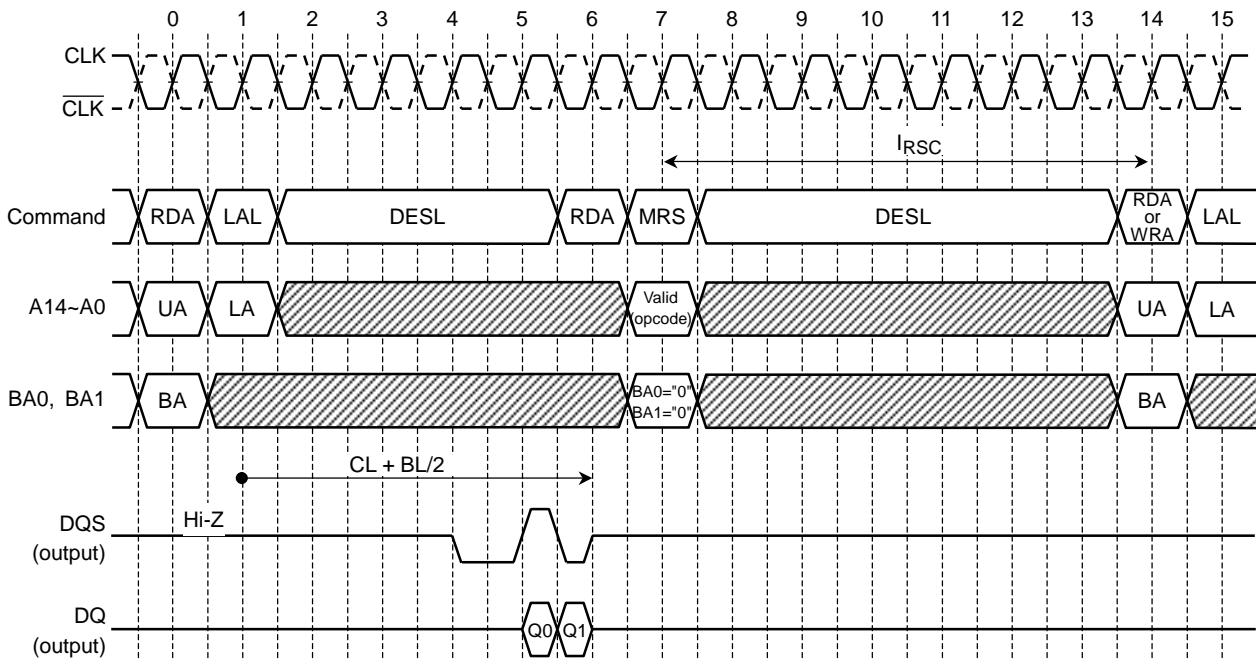 0 1 2 3 4 5 6 7 8 9 10 11 12 13 14 15
CLK
CLK
IRSC
Command RDA LAL DESL RDA MRS DESL RDA or WRA LAL
A14~A0 UA LA Valid (opcode) UA LA
BA0, BA1 BA BA0="0" BA1="0" BA
CL + BL/2
Hi-Z
DQS
(output)
DQ
(output)
Q0 Q1